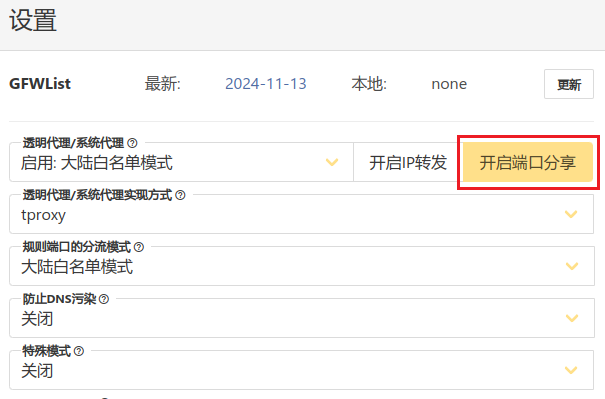 设置
GFWList 最新: 2024-11-13 本地: none 更新
透明代理/系统代理
启用: 大陆白名单模式 开启IP转发 开启端口分享
透明代理/系统代理实现方式
tproxy
规则端口的分流模式
大陆白名单模式
防止DNS污染
关闭
特殊模式
关闭